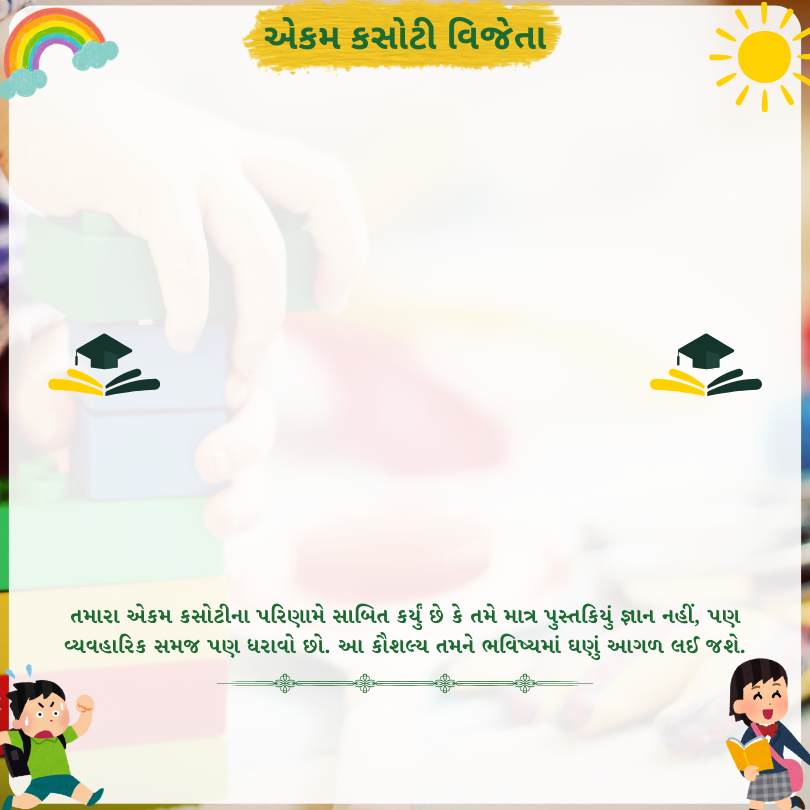 એકમ કસોટી વિજેતા
તમારા એકમ કસોટીના પરિણામે સાબિત કર્યું છે કે તમે માત્ર પુસ્તકિયું જ્ઞાન નહીં, પણ
વ્યવહારિક સમજ પણ ધરાવો છો. આ કૌશલ્ય તમને ભવિષ્યમાં ઘણું આગળ લઈ જશે.